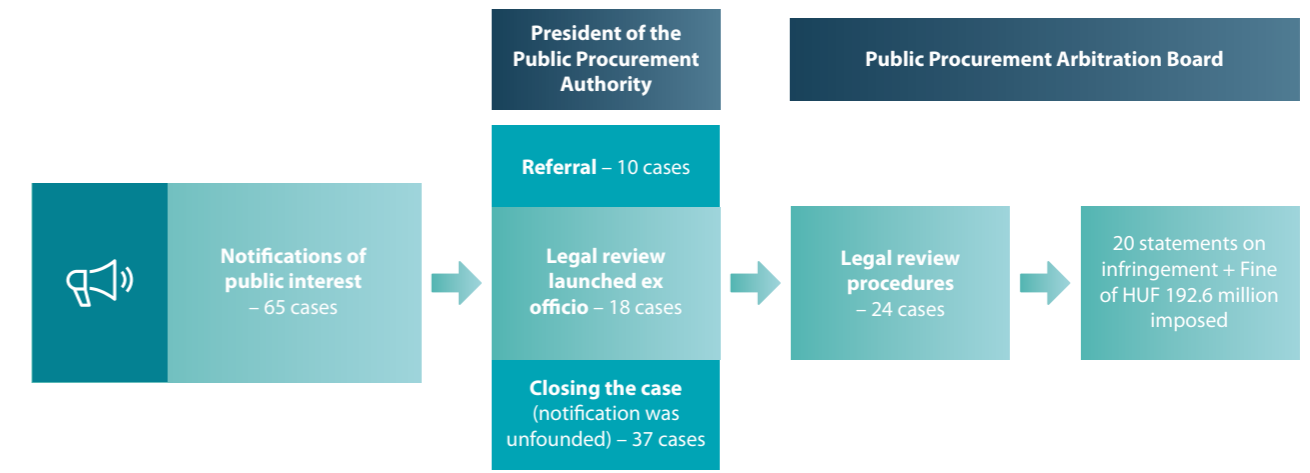 President of the
Public Procurement
Authority
Public Procurement Arbitration Board
Notifications of
public interest
– 65 cases
Referral – 10 cases
Legal review
launched ex
officio – 18 cases
Closing the case
(notification was
unfounded) – 37 cases
Legal review
procedures
– 24 cases
20 statements on
infringement + Fine
of HUF 192.6 million
imposed